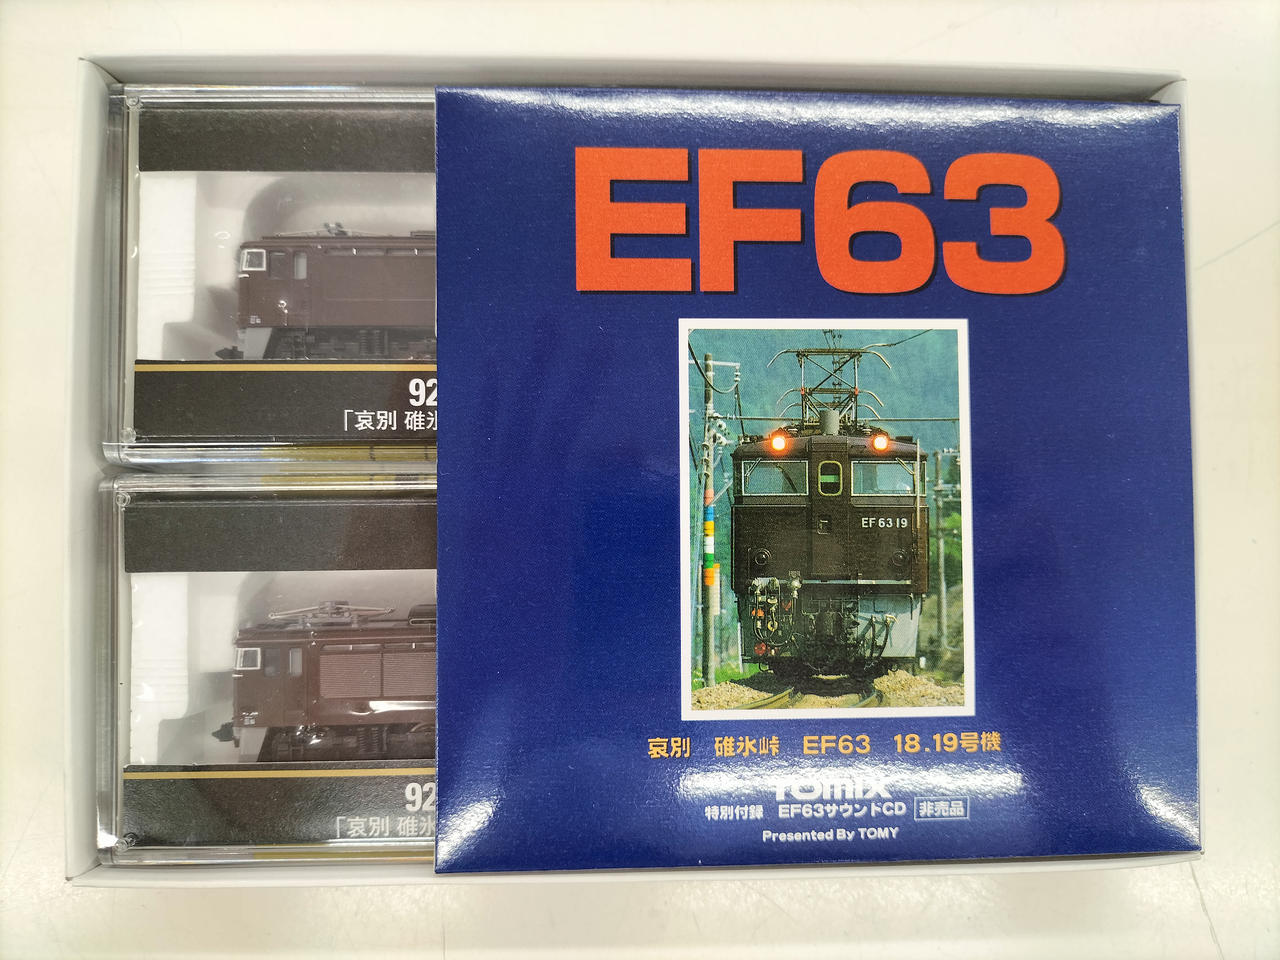 EF63
EF63 19
哀別 碓氷峠 EF63 18.19号機
TOMIX
特別付録 EF63サウンドCD 非売品
Presented By TOMY
92
「哀別 碓氷
92
「哀別 碓氷